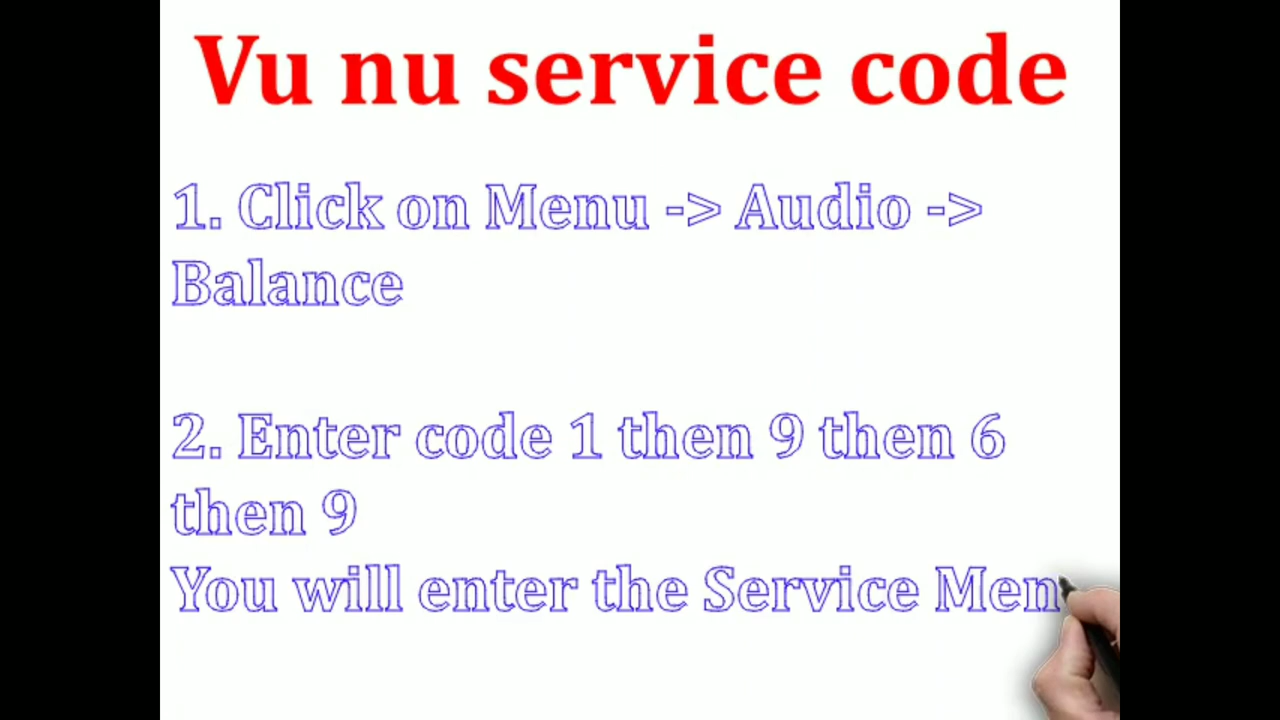 Vu nu service code
1. Click on Menu -> Audio ->
Balance
2. Enter code 1 then 9 then 6
then 9
You will enter the Service Men